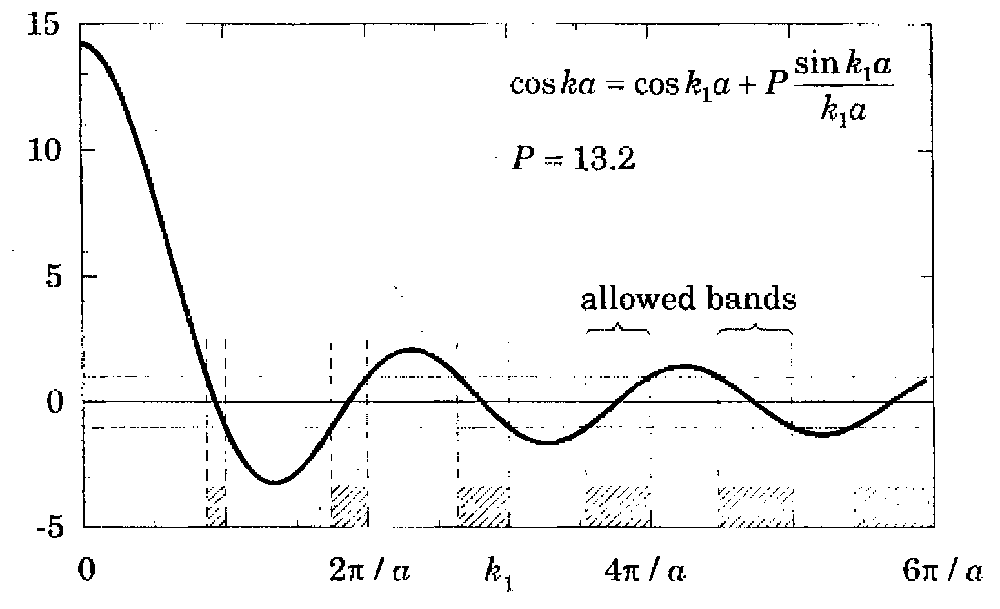 15
cos ka = cos k₁a + P sin k₁a / k₁a
10
P = 13.2
5
allowed bands
0
-5
0 2π / a k₁ 4π / a 6π / a